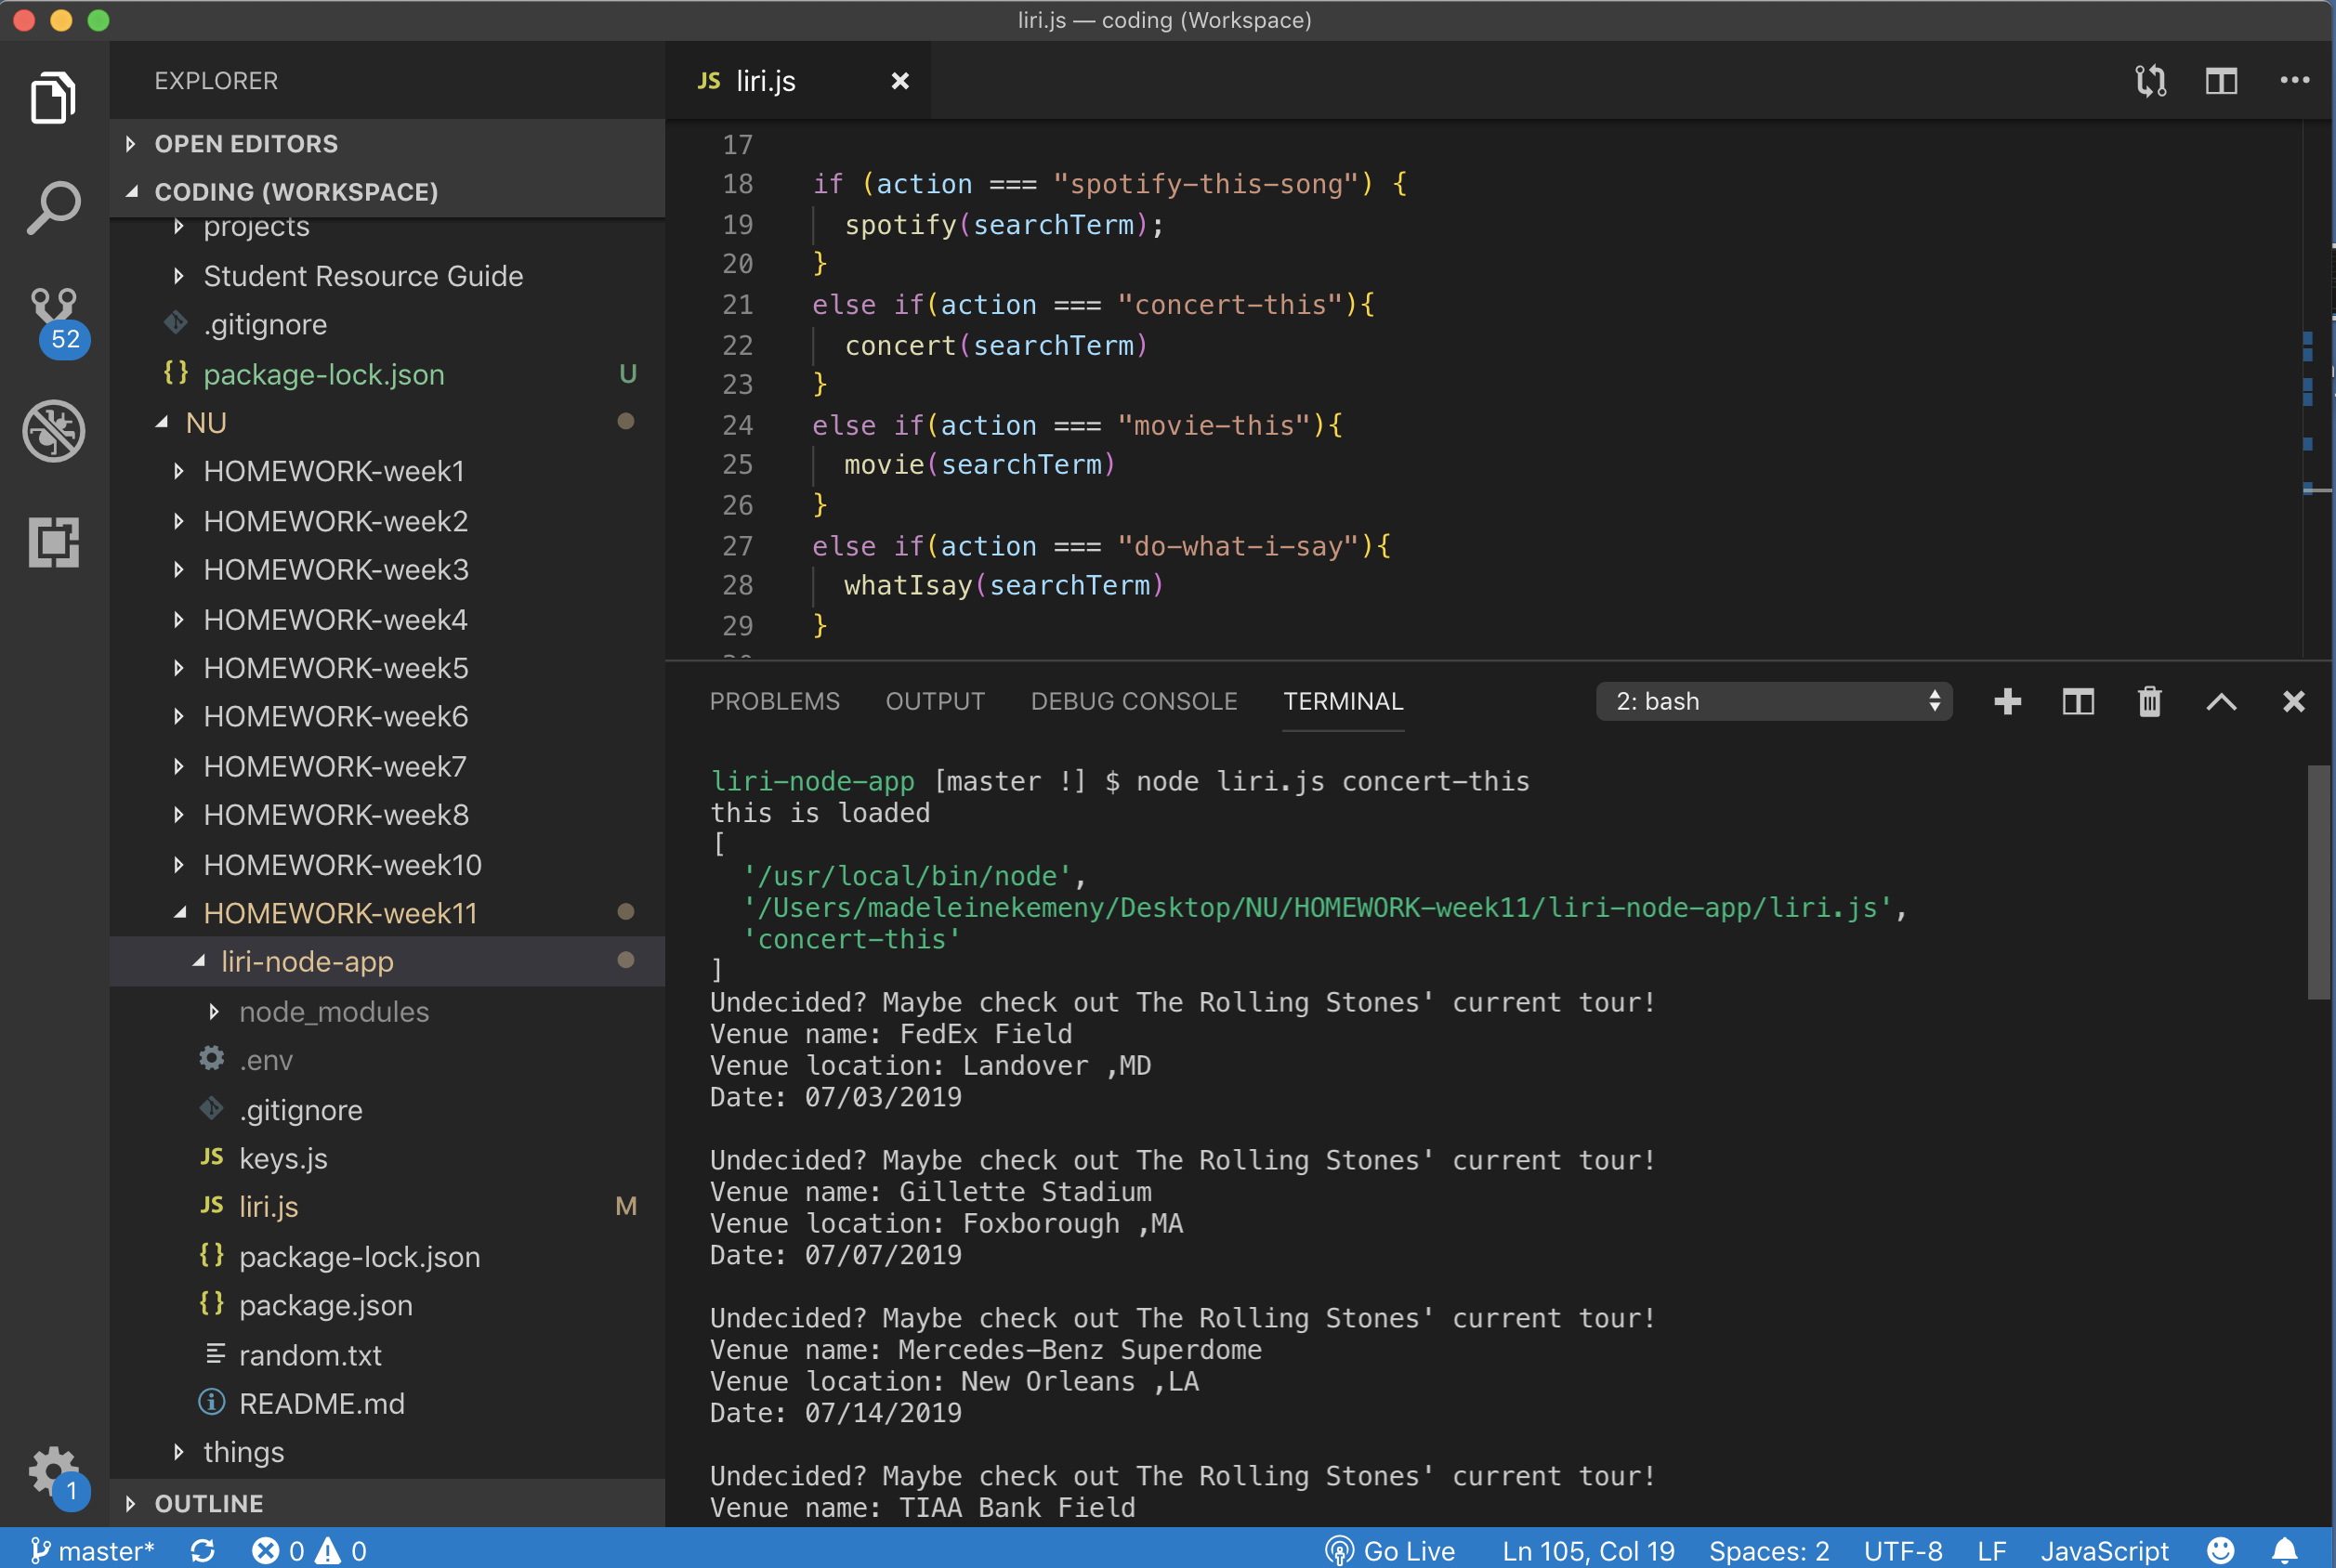 liri.js — coding (Workspace)
EXPLORER
OPEN EDITORS
CODING (WORKSPACE)
projects
Student Resource Guide
.gitignore
package-lock.json U
NU
HOMEWORK-week1
HOMEWORK-week2
HOMEWORK-week3
HOMEWORK-week4
HOMEWORK-week5
HOMEWORK-week6
HOMEWORK-week7
HOMEWORK-week8
HOMEWORK-week10
HOMEWORK-week11
liri-node-app
node_modules
.env
.gitignore
JS keys.js
JS liri.js M
{} package-lock.json
{} package.json
random.txt
README.md
things
OUTLINE
52
1
JS liri.js
17
18 if (action === "spotify-this-song") {
19 spotify(searchTerm);
20 }
21 else if(action === "concert-this"){
22 concert(searchTerm)
23 }
24 else if(action === "movie-this"){
25 movie(searchTerm)
26 }
27 else if(action === "do-what-i-say"){
28 whatIsay(searchTerm)
29 }
PROBLEMS OUTPUT DEBUG CONSOLE TERMINAL 2: bash
liri-node-app [master !] $ node liri.js concert-this
this is loaded
[
'/usr/local/bin/node',
'/Users/madeleinekemeny/Desktop/NU/HOMEWORK-week11/liri-node-app/liri.js',
'concert-this'
]
Undecided? Maybe check out The Rolling Stones' current tour!
Venue name: FedEx Field
Venue location: Landover ,MD
Date: 07/03/2019
Undecided? Maybe check out The Rolling Stones' current tour!
Venue name: Gillette Stadium
Venue location: Foxborough ,MA
Date: 07/07/2019
Undecided? Maybe check out The Rolling Stones' current tour!
Venue name: Mercedes-Benz Superdome
Venue location: New Orleans ,LA
Date: 07/14/2019
Undecided? Maybe check out The Rolling Stones' current tour!
Venue name: TIAA Bank Field
master* 0 0 Go Live Ln 105, Col 19 Spaces: 2 UTF-8 LF JavaScript